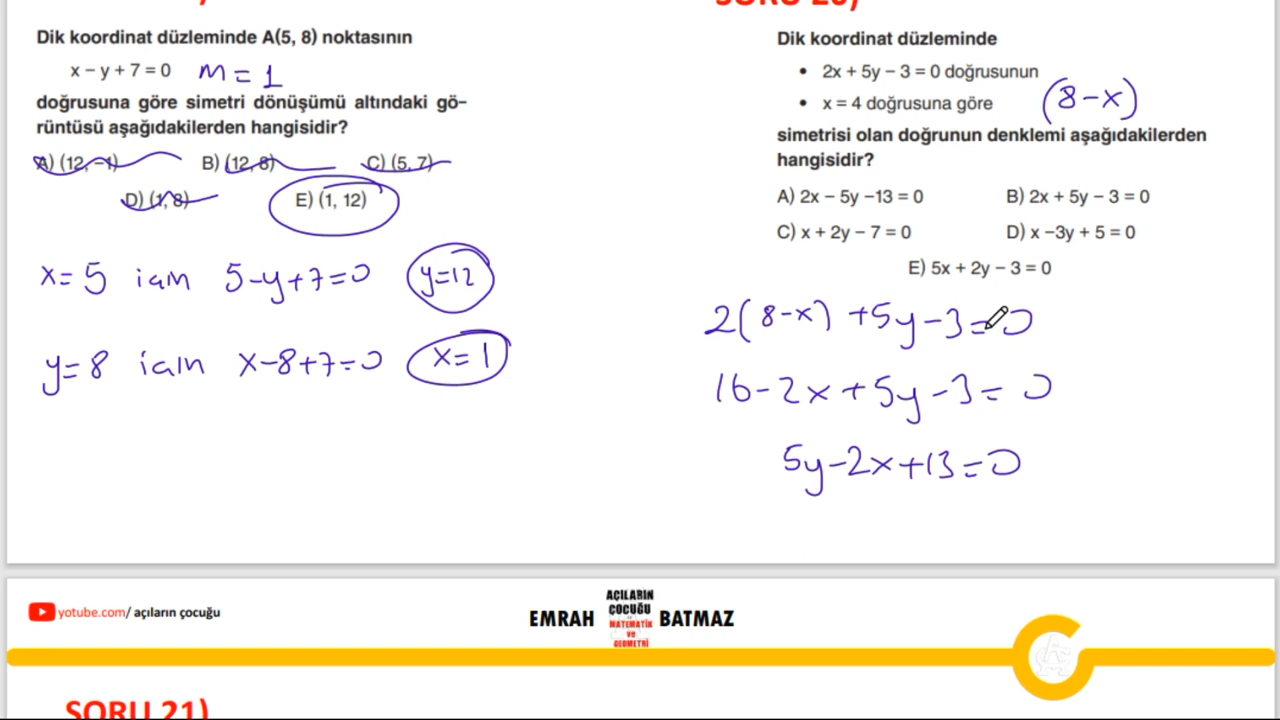 SORU 20)
Dik koordinat düzleminde A(5, 8) noktasının
x − y + 7 = 0 m = 1
doğrusuna göre simetri dönüşümü altındaki gö-
rüntüsü aşağıdakilerden hangisidir?
A) (12, −1) B) (12, 8) C) (5, 7)
D) (1, 8) E) (1, 12)
x = 5 için 5-y+7=0 y=12
y=8 için x-8+7=0 x=1
Dik koordinat düzleminde
• 2x + 5y − 3 = 0 doğrusunun
• x = 4 doğrusuna göre (8-x)
simetrisi olan doğrunun denklemi aşağıdakilerden
hangisidir?
A) 2x − 5y −13 = 0 B) 2x + 5y − 3 = 0
C) x + 2y − 7 = 0 D) x −3y + 5 = 0
E) 5x + 2y − 3 = 0
2(8-x) +5y-3=0
16-2x+5y-3=0
5y-2x+13=0
yotube.com/ açıların çocuğu
EMRAH
AÇILARIN
ÇOCUĞU
MATEMATİK
VE
GEOMETRİ
BATMAZ
SORU 21)